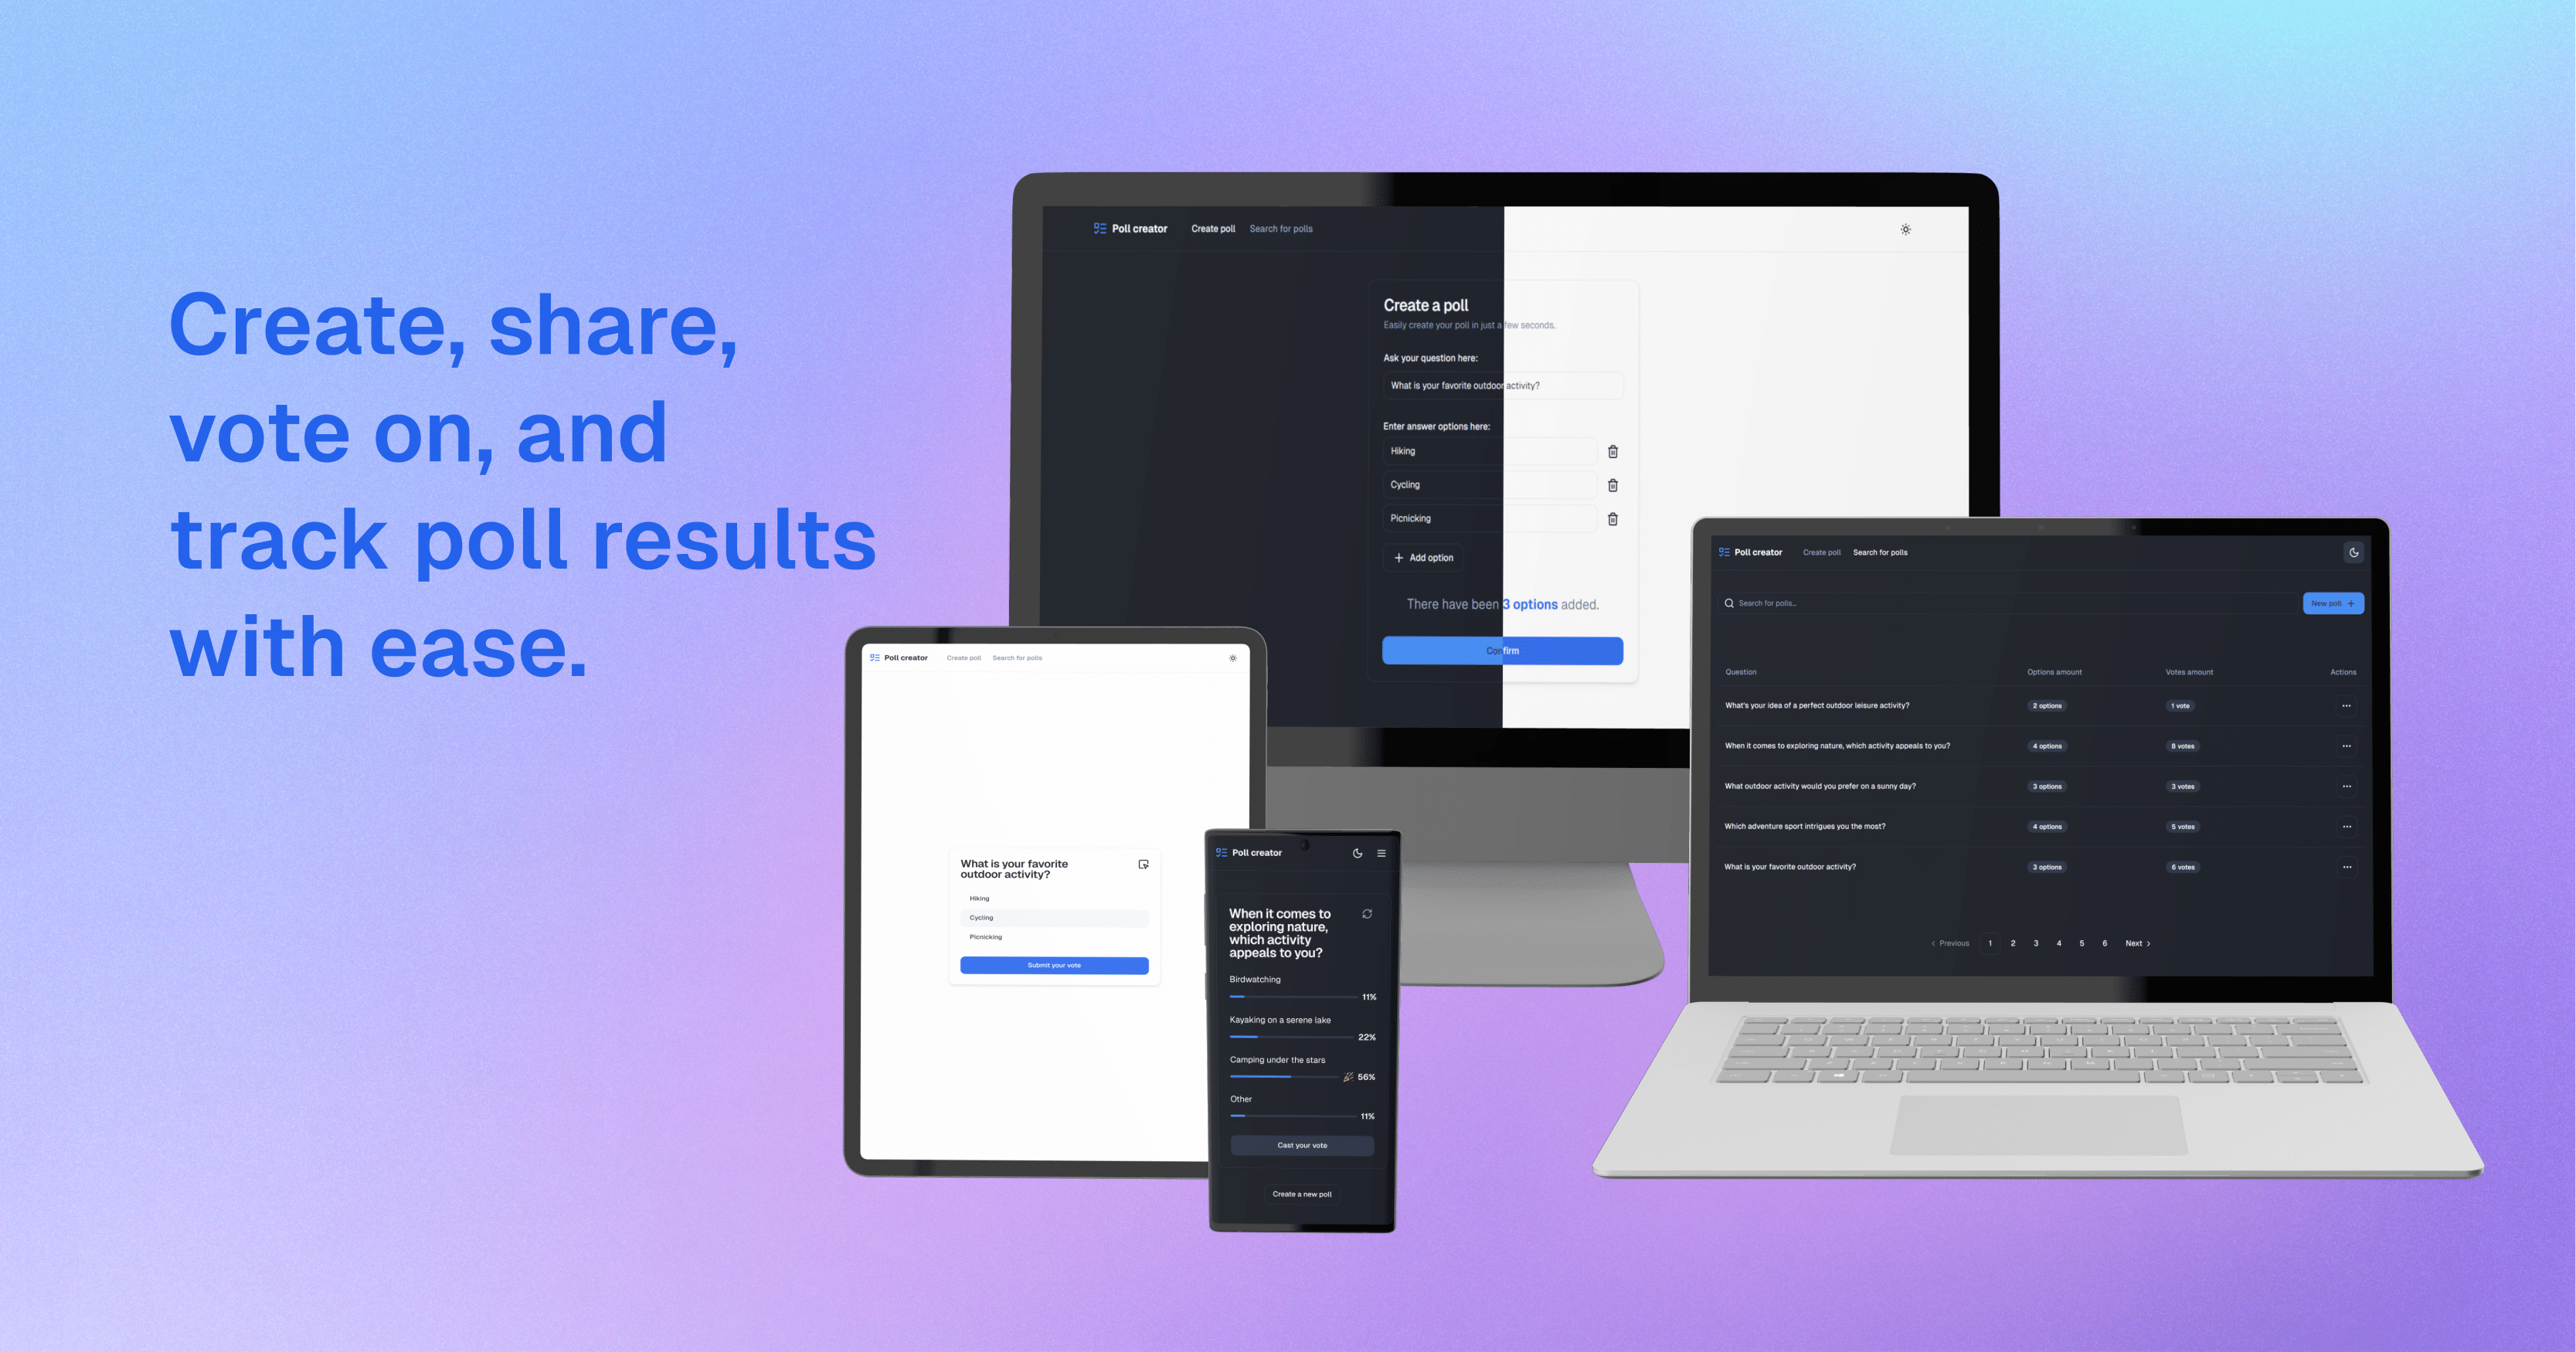 Create, share,
vote on, and
track poll results
with ease.
Poll creator Create poll Search for polls
Create a poll
Easily create your poll in just a few seconds.
Ask your question here:
What is your favorite outdoor activity?
Enter answer options here:
Hiking
Cycling
Picnicking
+ Add option
There have been 3 options added.
Confirm
Poll creator Create poll Search for polls
What is your favorite
outdoor activity?
Hiking
Cycling
Picnicking
Submit your vote
Poll creator
When it comes to
exploring nature,
which activity
appeals to you?
Birdwatching
11%
Kayaking on a serene lake
22%
Camping under the stars
56%
Other
11%
Cast your vote
Create a new poll
Poll creator Create poll Search for polls
Search for polls... New poll +
Question Options amount Votes amount Actions
What's your idea of a perfect outdoor leisure activity? 2 options 1 vote
When it comes to exploring nature, which activity appeals to you? 4 options 8 votes
What outdoor activity would you prefer on a sunny day? 3 options 3 votes
Which adventure sport intrigues you the most? 4 options 5 votes
What is your favorite outdoor activity? 3 options 6 votes
< Previous 1 2 3 4 5 6 Next >